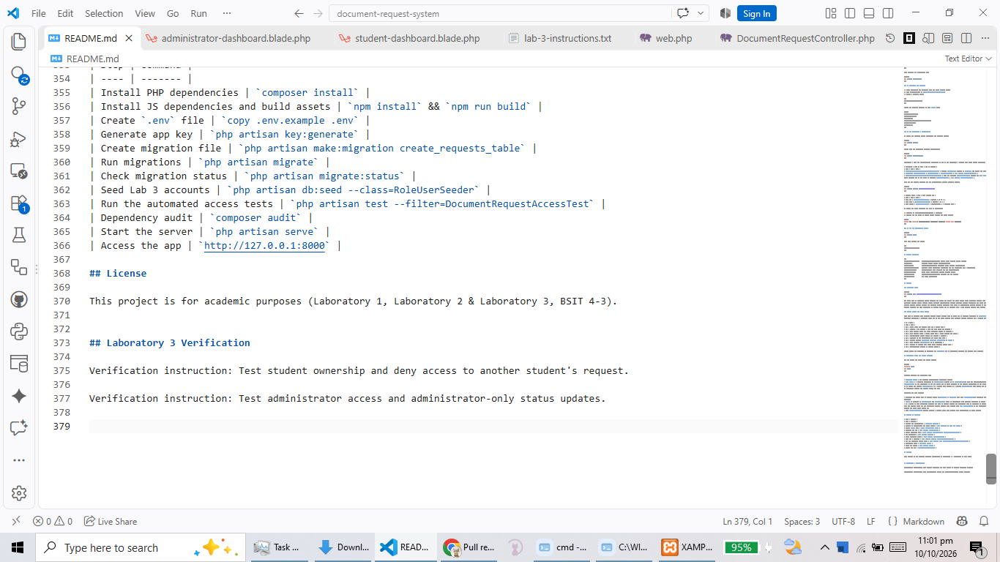 File Edit Selection View Go Run ···
document-request-system
Sign In
README.md
administrator-dashboard.blade.php
student-dashboard.blade.php
lab-3-instructions.txt
web.php
DocumentRequestController.php
README.md
Text Editor
354 | ---- | ------- |
355 | Install PHP dependencies | `composer install` |
356 | Install JS dependencies and build assets | `npm install` && `npm run build` |
357 | Create `.env` file | `copy .env.example .env` |
358 | Generate app key | `php artisan key:generate` |
359 | Create migration file | `php artisan make:migration create_requests_table` |
360 | Run migrations | `php artisan migrate` |
361 | Check migration status | `php artisan migrate:status` |
362 | Seed Lab 3 accounts | `php artisan db:seed --class=RoleUserSeeder` |
363 | Run the automated access tests | `php artisan test --filter=DocumentRequestAccessTest` |
364 | Dependency audit | `composer audit` |
365 | Start the server | `php artisan serve` |
366 | Access the app | `http://127.0.0.1:8000` |
367
368 ## License
369
370 This project is for academic purposes (Laboratory 1, Laboratory 2 & Laboratory 3, BSIT 4-3).
371
372
373 ## Laboratory 3 Verification
374
375 Verification instruction: Test student ownership and deny access to another student's request.
376
377 Verification instruction: Test administrator access and administrator-only status updates.
378
379
1
0 0 Live Share
Ln 379, Col 1 Spaces: 3 UTF-8 LF { } Markdown
Type here to search
Task ...
Downl...
READ...
Pull re...
cmd -...
C:\WI...
XAMP...
95%
11:01 pm
10/10/2026
1